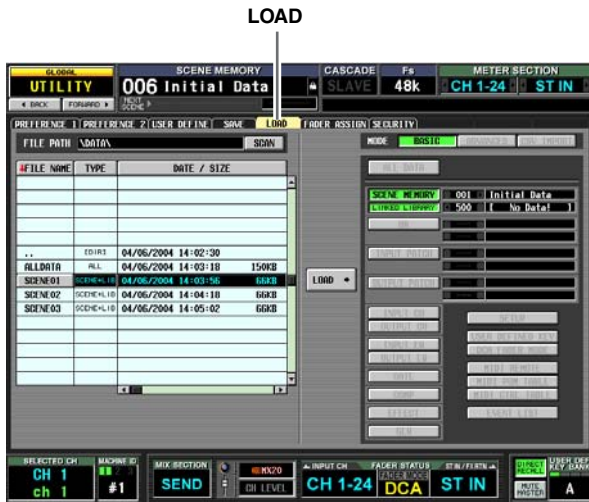 LOAD
GLOBAL
UTILITY
BACK
FORWARD
SCENE MEMORY
006 Initial Data
NEXT SCENE
CASCADE
SLAVE
Fs
48k
METER SECTION
CH 1-24
ST IN
PREFERENCE 1
PREFERENCE 2
USER DEFINE
SAVE
LOAD
FADER ASSIGN
SECURITY
FILE PATH
\DATA\
SCAN
MODE
BASIC
ADVANCED
CSV IMPORT
FILE NAME
TYPE
DATE / SIZE
..
[DIR]
04/06/2004 14:02:30
ALLDATA
ALL
04/06/2004 14:03:18
150KB
SCENE01
SCENE+LIB
04/06/2004 14:03:56
66KB
SCENE02
SCENE+LIB
04/06/2004 14:04:18
66KB
SCENE03
SCENE+LIB
04/06/2004 14:05:02
66KB
LOAD
ALL DATA
SCENE MEMORY
001
Initial Data
LINKED LIBRARY
500
[ No Data! ]
INPUT PATCH
OUTPUT PATCH
INPUT CH
OUTPUT CH
INPUT EQ
OUTPUT EQ
GATE
COMP
EFFECT
GEQ
SETUP
USER DEFINED KEY
DCA FADER MODE
MIDI REMOTE
MIDI PGM TABLE
MIDI CTRL TABLE
EVENT LIST
SELECTED CH
CH 1
ch 1
MACHINE ID
1 2 3
#1
MIX SECTION
SEND
MIX20
CH LEVEL
INPUT CH
CH 1-24
FADER STATUS
FADER MODE
DCA
ST IN/FXRTN
ST IN
DIRECT RECALL
MUTE MASTER
USER DEF
KEY BANK
A